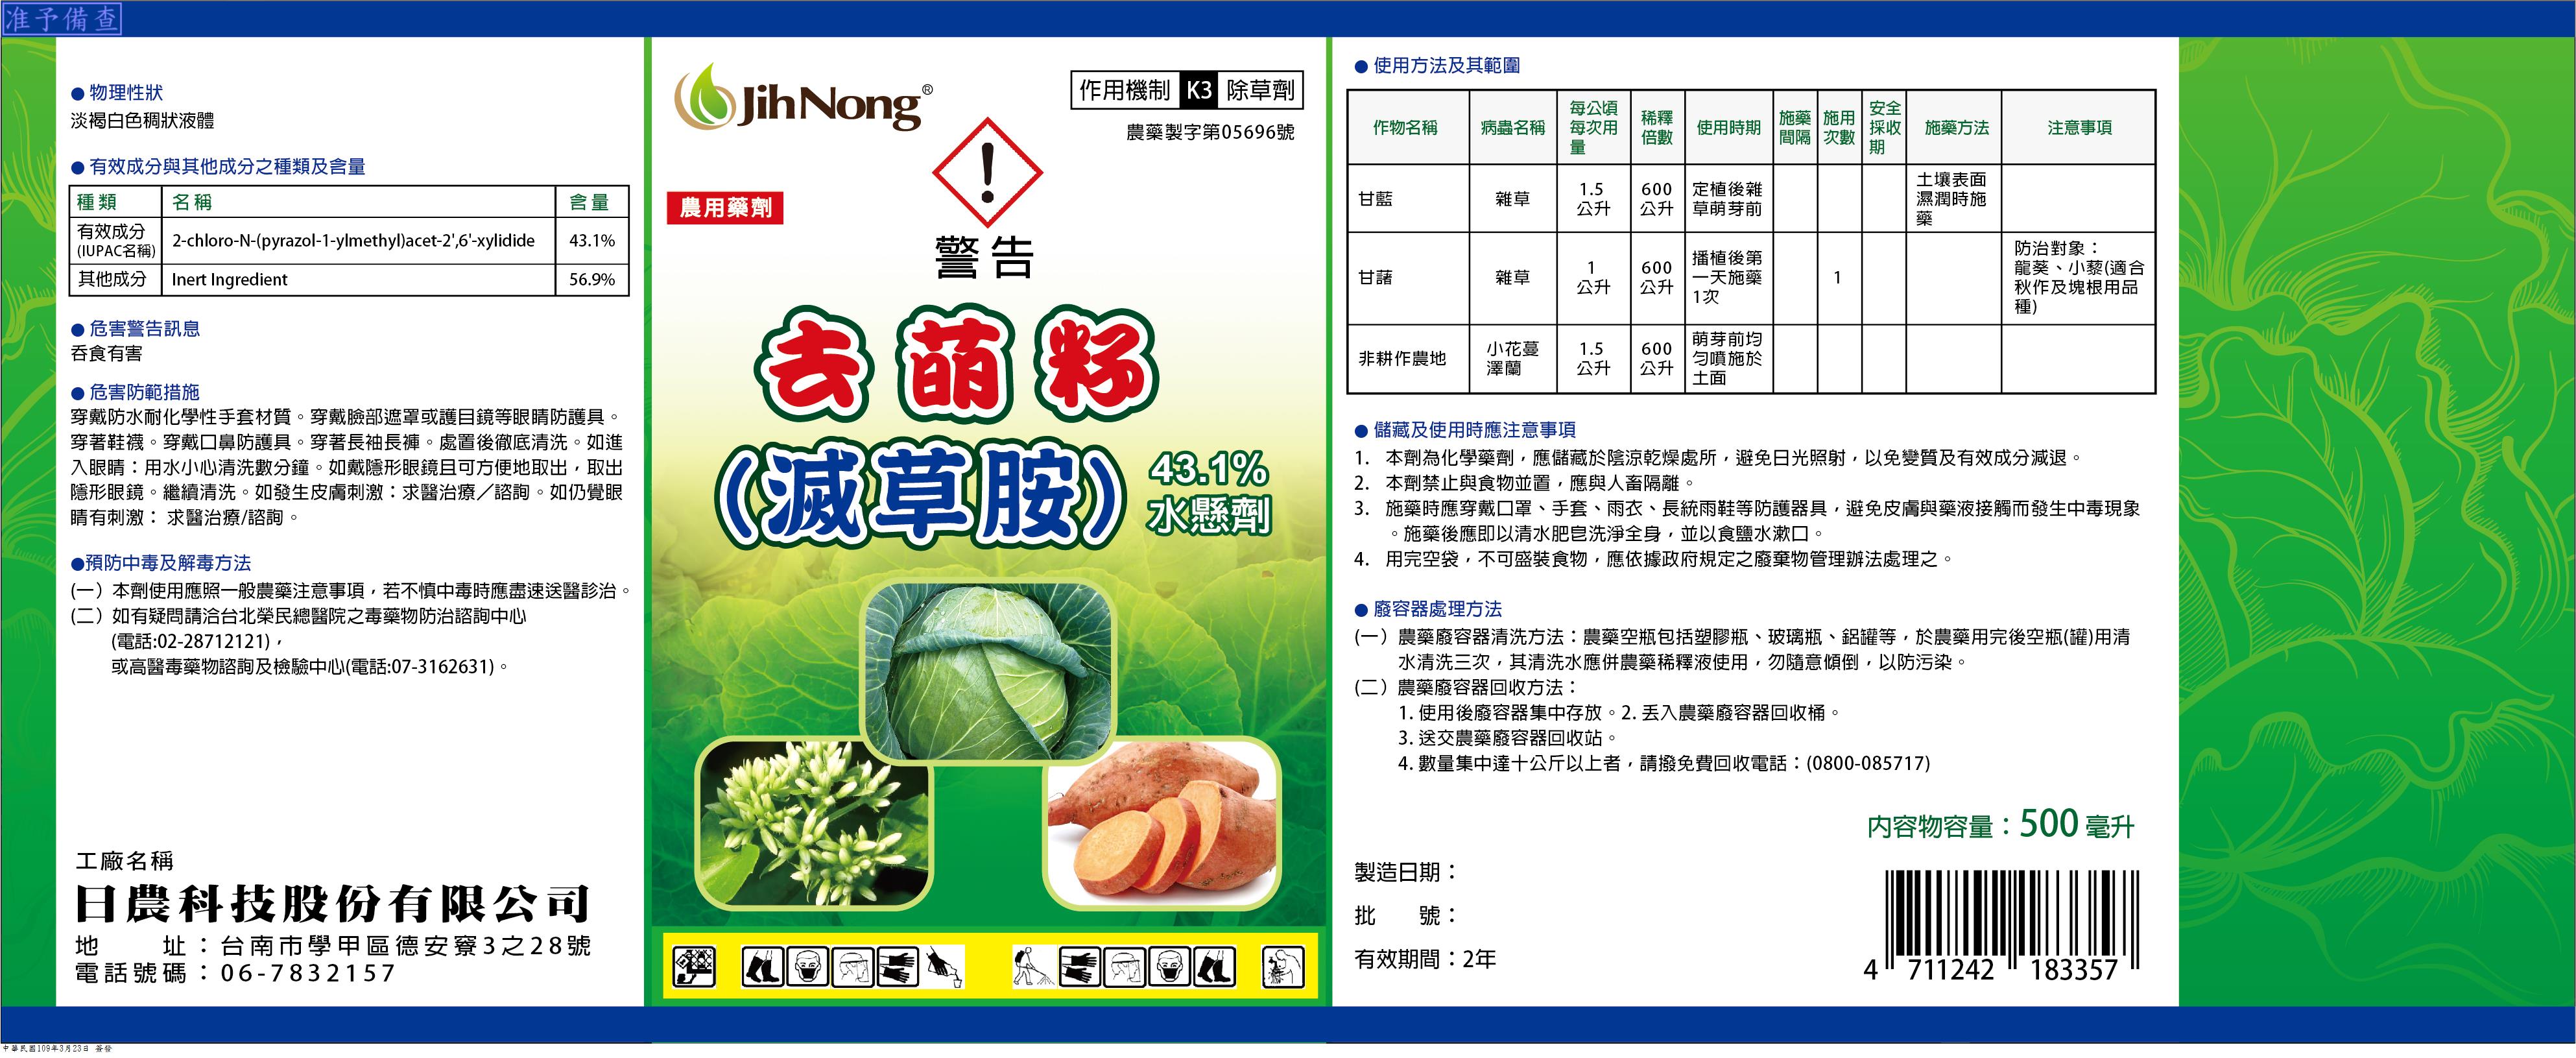 准予備查
● 物理性狀
淡褐白色稠狀液體
● 有效成分與其他成分之種類及含量
種類 名稱 含量
有效成分
(IUPAC名稱) 2-chloro-N-(pyrazol-1-ylmethyl)acet-2',6'-xylidide 43.1%
其他成分 Inert Ingredient 56.9%
● 危害警告訊息
吞食有害
● 危害防範措施
穿戴防水耐化學性手套材質。穿戴臉部遮罩或護目鏡等眼睛防護具。
穿著鞋襪。穿戴口鼻防護具。穿著長袖長褲。處置後徹底清洗。如進
入眼睛：用水小心清洗數分鐘。如戴隱形眼鏡且可方便地取出，取出
隱形眼鏡。繼續清洗。如發生皮膚刺激：求醫治療／諮詢。如仍覺眼
睛有刺激： 求醫治療/諮詢。
●預防中毒及解毒方法
(一）本劑使用應照一般農藥注意事項，若不慎中毒時應盡速送醫診治。
(二）如有疑問請洽台北榮民總醫院之毒藥物防治諮詢中心
(電話:02-28712121)，
或高醫毒藥物諮詢及檢驗中心(電話:07-3162631)。
工廠名稱
日農科技股份有限公司
地 址：台南市學甲區德安寮3之28號
電話號碼：06-7832157
JihNong®
作用機制 K3 除草劑
農藥製字第05696號
農用藥劑
!
警告
去萌籽
(滅草胺)
43.1%
水懸劑
● 使用方法及其範圍
作物名稱 病蟲名稱 每公頃每次用量 稀釋倍數 使用時期 施藥間隔 施用次數 安全採收期 施藥方法 注意事項
甘藍 雜草 1.5公升 600公升 定植後雜草萌芽前 土壤表面濕潤時施藥
甘藷 雜草 1公升 600公升 播植後第一天施藥1次 1 防治對象：龍葵、小藜(適合秋作及塊根用品種)
非耕作農地 小花蔓澤蘭 1.5公升 600公升 萌芽前均勻噴施於土面
● 儲藏及使用時應注意事項
1. 本劑為化學藥劑，應儲藏於陰涼乾燥處所，避免日光照射，以免變質及有效成分減退。
2. 本劑禁止與食物並置，應與人畜隔離。
3. 施藥時應穿戴口罩、手套、雨衣、長統雨鞋等防護器具，避免皮膚與藥液接觸而發生中毒現象
。施藥後應即以清水肥皂洗淨全身，並以食鹽水漱口。
4. 用完空袋，不可盛裝食物，應依據政府規定之廢棄物管理辦法處理之。
● 廢容器處理方法
(一）農藥廢容器清洗方法：農藥空瓶包括塑膠瓶、玻璃瓶、鋁罐等，於農藥用完後空瓶(罐)用清
水清洗三次，其清洗水應併農藥稀釋液使用，勿隨意傾倒，以防污染。
(二）農藥廢容器回收方法：
1. 使用後廢容器集中存放。2. 丟入農藥廢容器回收桶。
3. 送交農藥廢容器回收站。
4. 數量集中達十公斤以上者，請撥免費回收電話：(0800-085717)
內容物容量：500 毫升
製造日期：
批 號：
有效期間：2年
4 711242 183357
中華民國109年3月23日 簽發